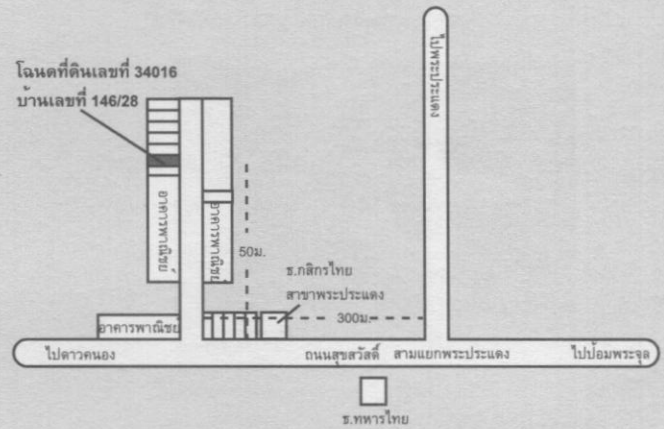 ไปพระประแดง
โฉนดที่ดินเลขที่ 34016
บ้านเลขที่ 146/28
อาคารพาณิชย์
อาคารพาณิชย์
50ม.
ธ.กสิกรไทย
สาขาพระประแดง
300ม.
อาคารพาณิชย์
ไปดาวคนอง
ถนนสุขสวัสดิ์
สามแยกพระประแดง
ไปป้อมพระจุล
ธ.ทหารไทย